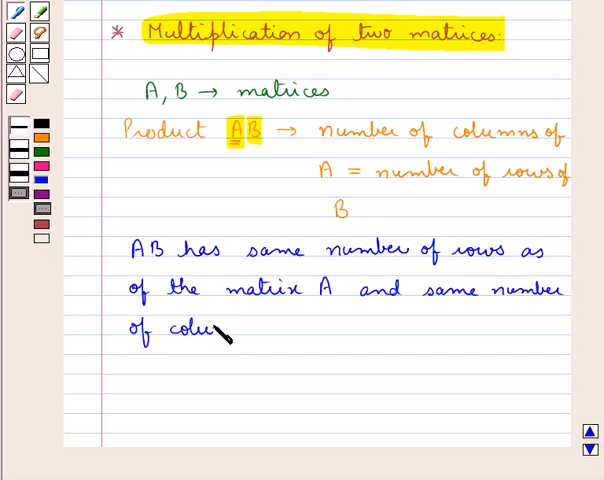 * Multiplication of two matrices:
A, B → matrices
Product AB → number of columns of
A = number of rows of
B
AB has same number of rows as
of the matrix A and same number
of colu